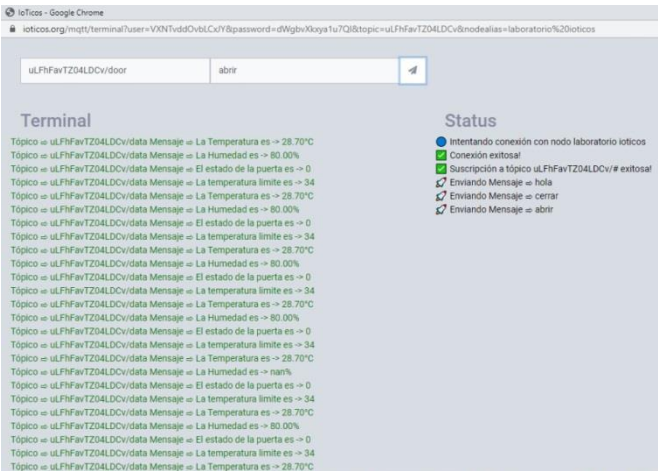 IoTicos - Google Chrome
ioticos.org/mqtt/terminal?user=VXNTvddOvbLCxJY&password=dWgbvXkxya1u7QI&topic=uLFhFavTZ04LDCv&nodealias=laboratorio%20ioticos
uLFhFavTZ04LDCv/door abrir
Terminal
Tópico ⇨ uLFhFavTZ04LDCv/data Mensaje ⇨ La Temperatura es -> 28.70°C
Tópico ⇨ uLFhFavTZ04LDCv/data Mensaje ⇨ La Humedad es -> 80.00%
Tópico ⇨ uLFhFavTZ04LDCv/data Mensaje ⇨ El estado de la puerta es -> 0
Tópico ⇨ uLFhFavTZ04LDCv/data Mensaje ⇨ La temperatura limite es -> 34
Tópico ⇨ uLFhFavTZ04LDCv/data Mensaje ⇨ La Temperatura es -> 28.70°C
Tópico ⇨ uLFhFavTZ04LDCv/data Mensaje ⇨ La Humedad es -> 80.00%
Tópico ⇨ uLFhFavTZ04LDCv/data Mensaje ⇨ El estado de la puerta es -> 0
Tópico ⇨ uLFhFavTZ04LDCv/data Mensaje ⇨ La temperatura limite es -> 34
Tópico ⇨ uLFhFavTZ04LDCv/data Mensaje ⇨ La Temperatura es -> 28.70°C
Tópico ⇨ uLFhFavTZ04LDCv/data Mensaje ⇨ La Humedad es -> 80.00%
Tópico ⇨ uLFhFavTZ04LDCv/data Mensaje ⇨ El estado de la puerta es -> 0
Tópico ⇨ uLFhFavTZ04LDCv/data Mensaje ⇨ La temperatura limite es -> 34
Tópico ⇨ uLFhFavTZ04LDCv/data Mensaje ⇨ La Temperatura es -> 28.70°C
Tópico ⇨ uLFhFavTZ04LDCv/data Mensaje ⇨ La Humedad es -> 80.00%
Tópico ⇨ uLFhFavTZ04LDCv/data Mensaje ⇨ El estado de la puerta es -> 0
Tópico ⇨ uLFhFavTZ04LDCv/data Mensaje ⇨ La temperatura limite es -> 34
Tópico ⇨ uLFhFavTZ04LDCv/data Mensaje ⇨ La Temperatura es -> 28.70°C
Tópico ⇨ uLFhFavTZ04LDCv/data Mensaje ⇨ La Humedad es -> nan%
Tópico ⇨ uLFhFavTZ04LDCv/data Mensaje ⇨ El estado de la puerta es -> 0
Tópico ⇨ uLFhFavTZ04LDCv/data Mensaje ⇨ La temperatura limite es -> 34
Tópico ⇨ uLFhFavTZ04LDCv/data Mensaje ⇨ La Temperatura es -> 28.70°C
Tópico ⇨ uLFhFavTZ04LDCv/data Mensaje ⇨ La Humedad es -> 80.00%
Tópico ⇨ uLFhFavTZ04LDCv/data Mensaje ⇨ El estado de la puerta es -> 0
Tópico ⇨ uLFhFavTZ04LDCv/data Mensaje ⇨ La temperatura limite es -> 34
Tópico ⇨ uLFhFavTZ04LDCv/data Mensaje ⇨ La Temperatura es -> 28.70°C
Status
Intentando conexión con nodo laboratorio ioticos
Conexión exitosa!
Suscripción a tópico uLFhFavTZ04LDCv/# exitosa!
Enviando Mensaje ⇨ hola
Enviando Mensaje ⇨ cerrar
Enviando Mensaje ⇨ abrir